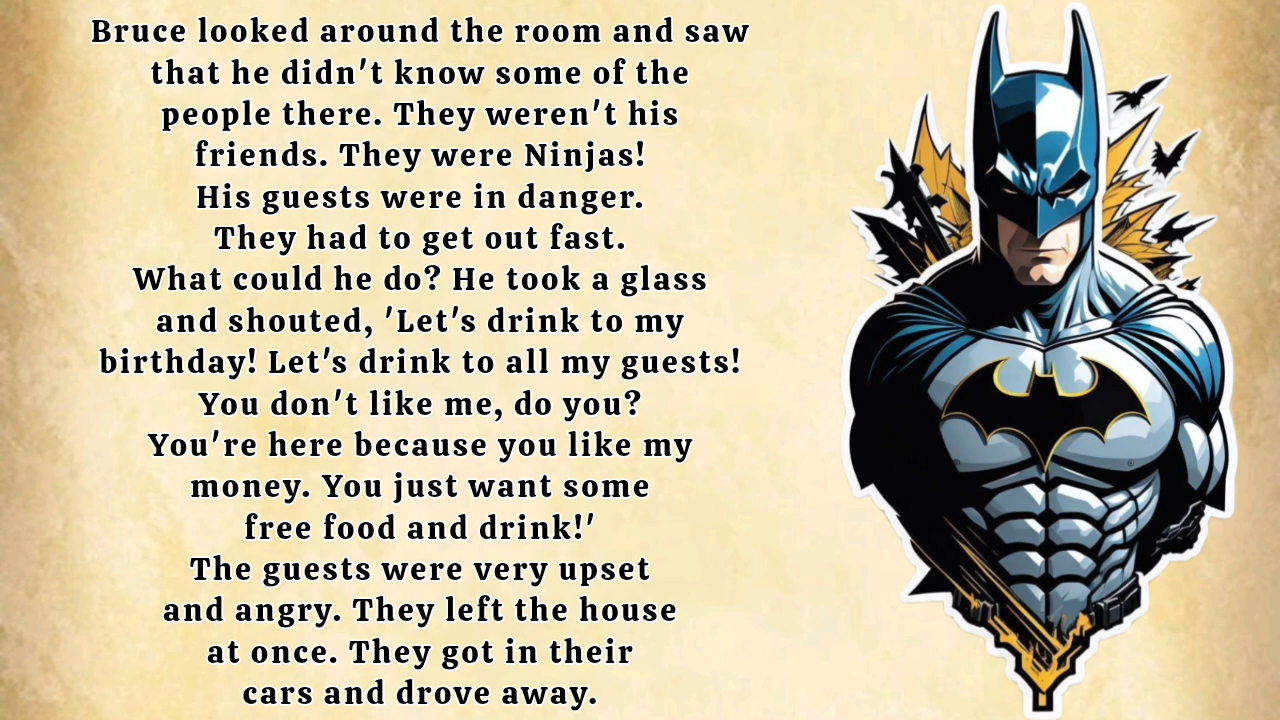 Bruce looked around the room and saw
that he didn't know some of the
people there. They weren't his
friends. They were Ninjas!
His guests were in danger.
They had to get out fast.
What could he do? He took a glass
and shouted, 'Let's drink to my
birthday! Let's drink to all my guests!
You don't like me, do you?
You're here because you like my
money. You just want some
free food and drink!'
The guests were very upset
and angry. They left the house
at once. They got in their
cars and drove away.